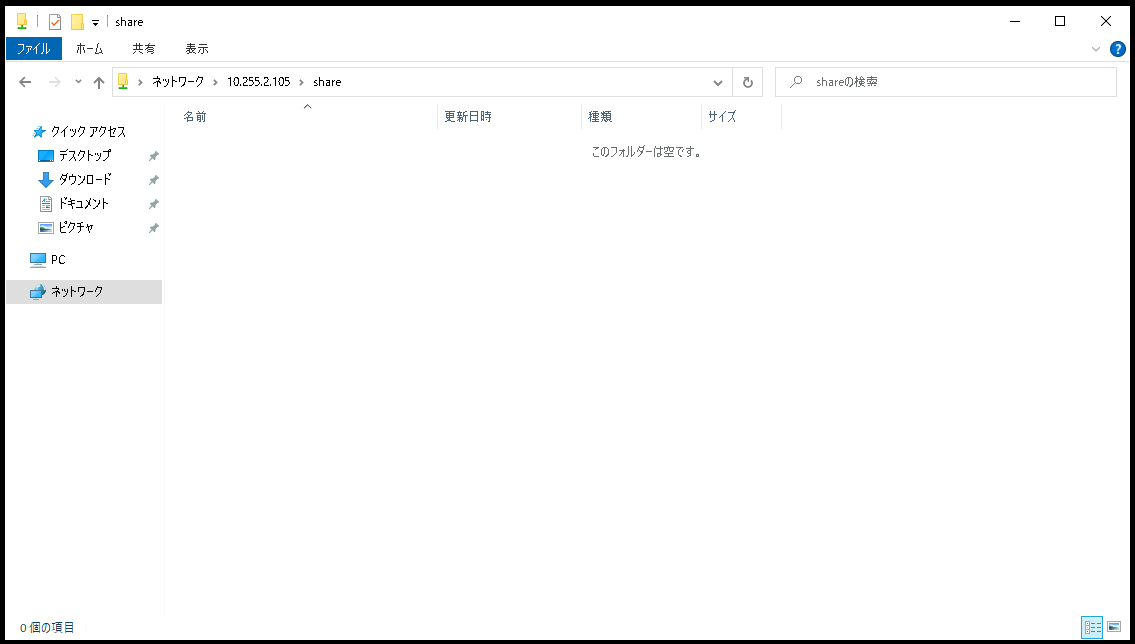 share
ファイル ホーム 共有 表示
ネットワーク 10.255.2.105 share shareの検索
名前 更新日時 種類 サイズ
このフォルダーは空です。
クイック アクセス
デスクトップ
ダウンロード
ドキュメント
ピクチャ
PC
ネットワーク
0 個の項目